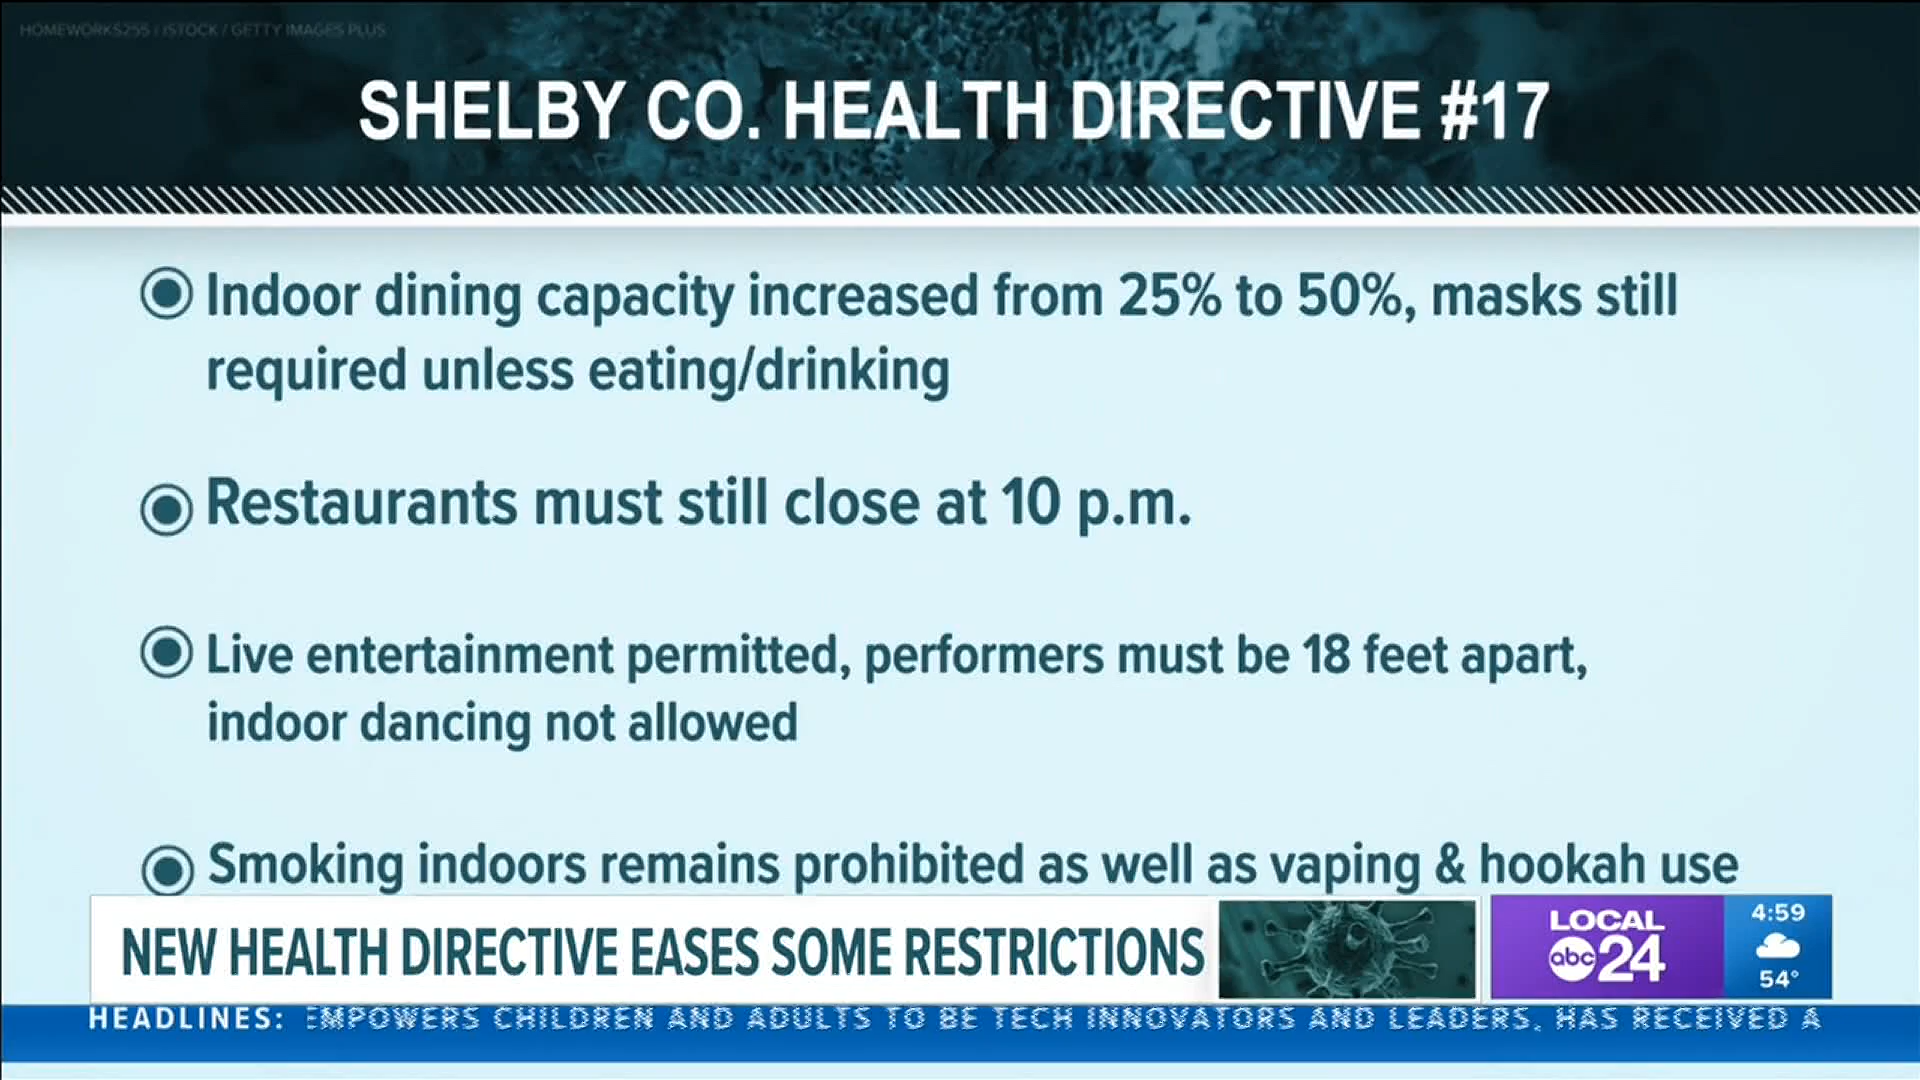 HOMEWORKS255 / ISTOCK / GETTY IMAGES PLUS
SHELBY CO. HEALTH DIRECTIVE #17
Indoor dining capacity increased from 25% to 50%, masks still
required unless eating/drinking
Restaurants must still close at 10 p.m.
Live entertainment permitted, performers must be 18 feet apart,
indoor dancing not allowed
Smoking indoors remains prohibited as well as vaping & hookah use
NEW HEALTH DIRECTIVE EASES SOME RESTRICTIONS
LOCAL
abc 24
4:59
54°
HEADLINES: EMPOWERS CHILDREN AND ADULTS TO BE TECH INNOVATORS AND LEADERS, HAS RECEIVED A